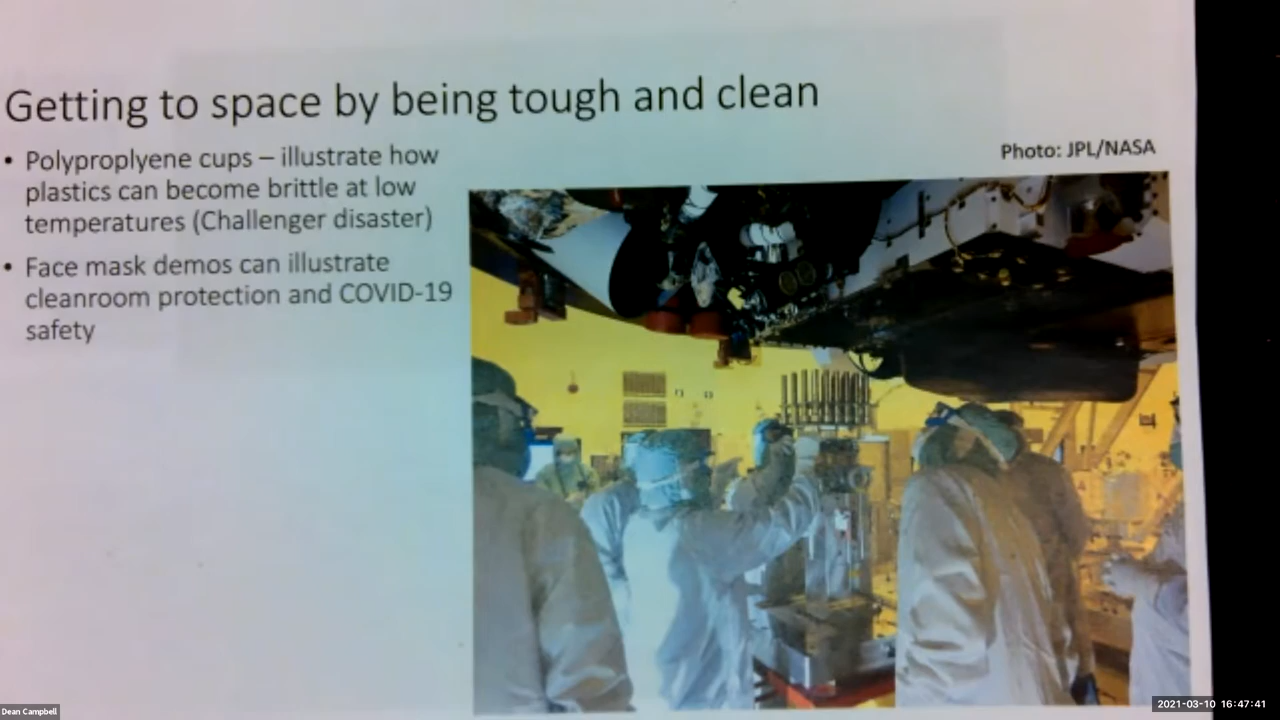 Getting to space by being tough and clean
• Polyproplyene cups – illustrate how
plastics can become brittle at low
temperatures (Challenger disaster)
• Face mask demos can illustrate
cleanroom protection and COVID-19
safety
Photo: JPL/NASA
Dean Campbell
2021-03-10 16:47:41